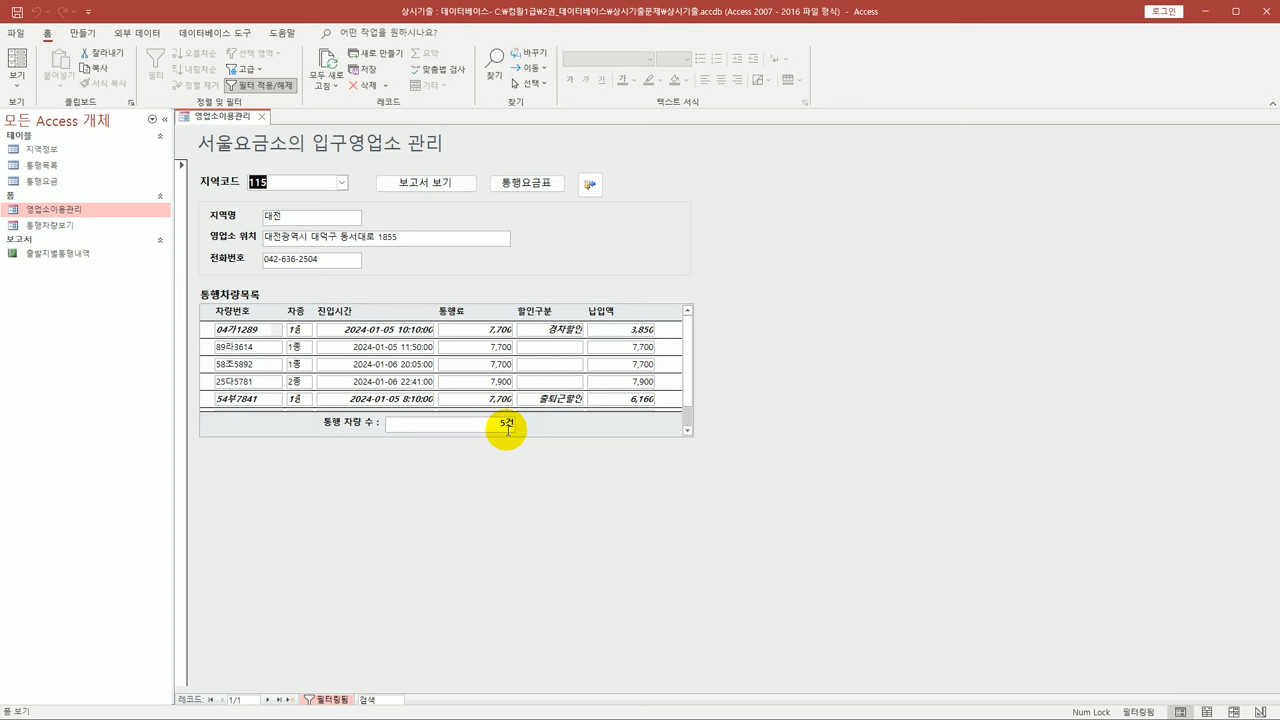 상시기술 : 데이터베이스- C:₩컴활1급₩2권_데이터베이스₩상시기출문제₩상시기술.accdb (Access 2007 - 2016 파일 형식) - Access
로그인
파일 홈 만들기 외부 데이터 데이터베이스 도구 도움말 어떤 작업을 원하시나요?
보기
보기
붙여넣기
잘라내기
복사
서식 복사
클립보드
필터
오름차순
내림차순
정렬 제거
선택 영역
고급
필터 적용/해제
정렬 및 필터
모두 새로
고침
새로 만들기
저장
삭제
요약
맞춤법 검사
기타
레코드
찾기
바꾸기
이동
선택
찾기
가 가 가 가
텍스트 서식
모든 Access 개체
테이블
지역정보
통행목록
통행요금
폼
영업소이용관리
통행차량보기
보고서
출발지별통행내역
영업소이용관리
서울요금소의 입구영업소 관리
지역코드 115 보고서 보기 통행요금표
지역명 대전
영업소 위치 대전광역시 대덕구 동서대로 1855
전화번호 042-636-2504
통행차량목록
차량번호 차종 진입시간 통행료 할인구분 납입액
04가1289 1종 2024-01-05 10:10:00 7,700 경차할인 3,850
89라3614 1종 2024-01-05 11:50:00 7,700 7,700
58조5892 1종 2024-01-06 20:05:00 7,700 7,700
25다5781 2종 2024-01-06 22:41:00 7,900 7,900
54부7841 1종 2024-01-05 8:10:00 7,700 출퇴근할인 6,160
통행 차량 수 : 5건
레코드: 1/1 필터링됨 검색
폼 보기 Num Lock 필터링됨